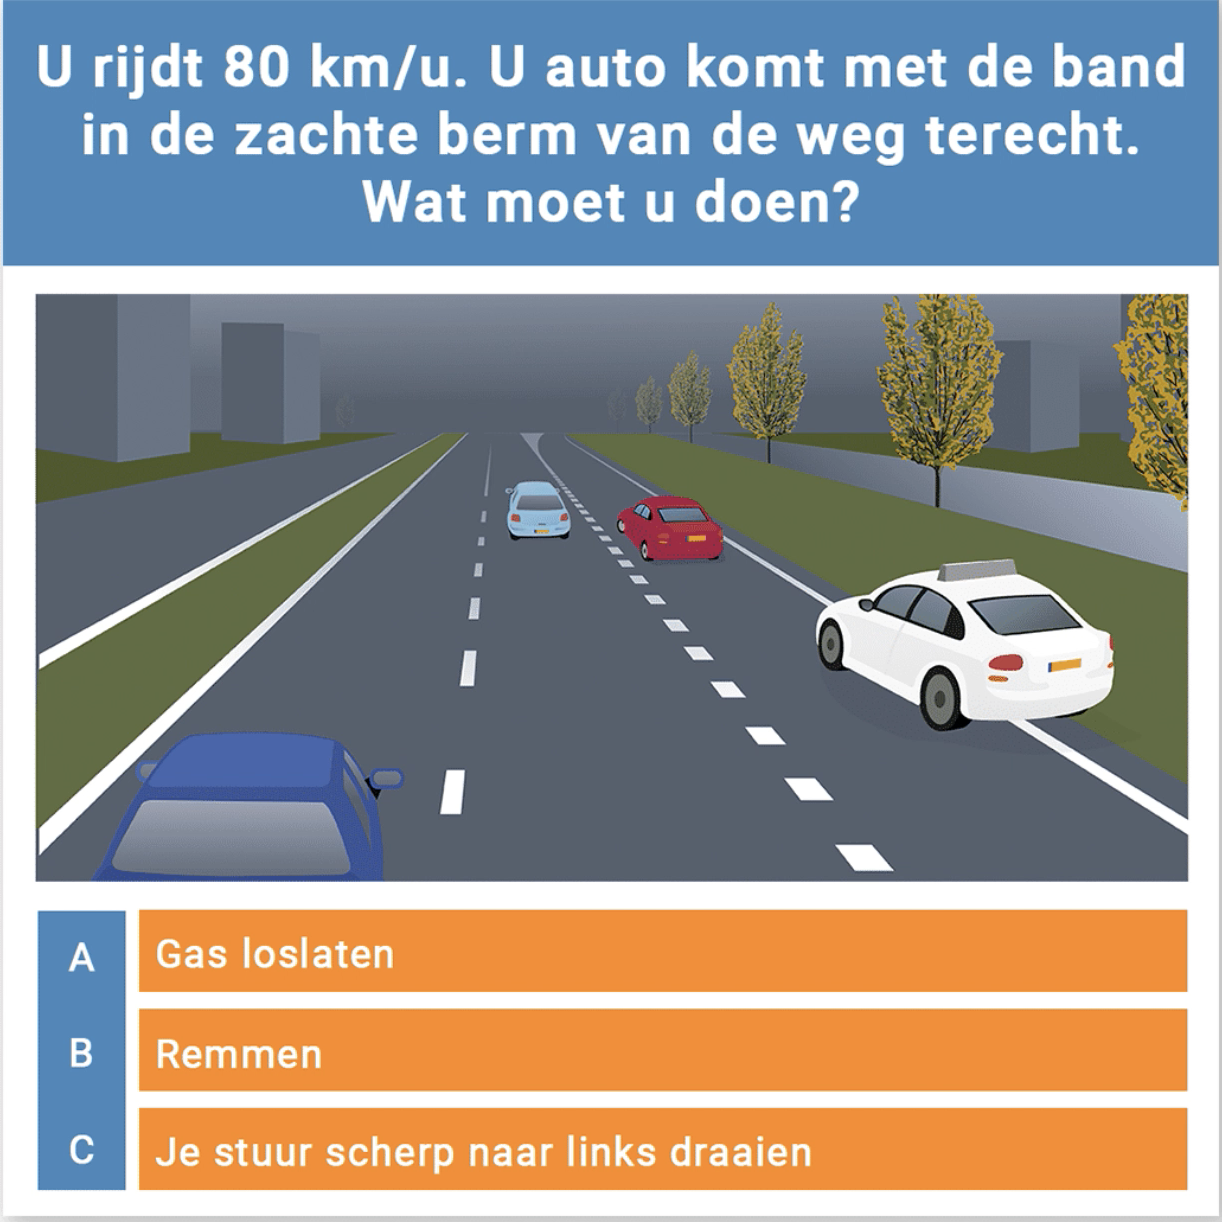 U rijdt 80 km/u. U auto komt met de band
in de zachte berm van de weg terecht.
Wat moet u doen?
A
Gas loslaten
B
Remmen
C
Je stuur scherp naar links draaien